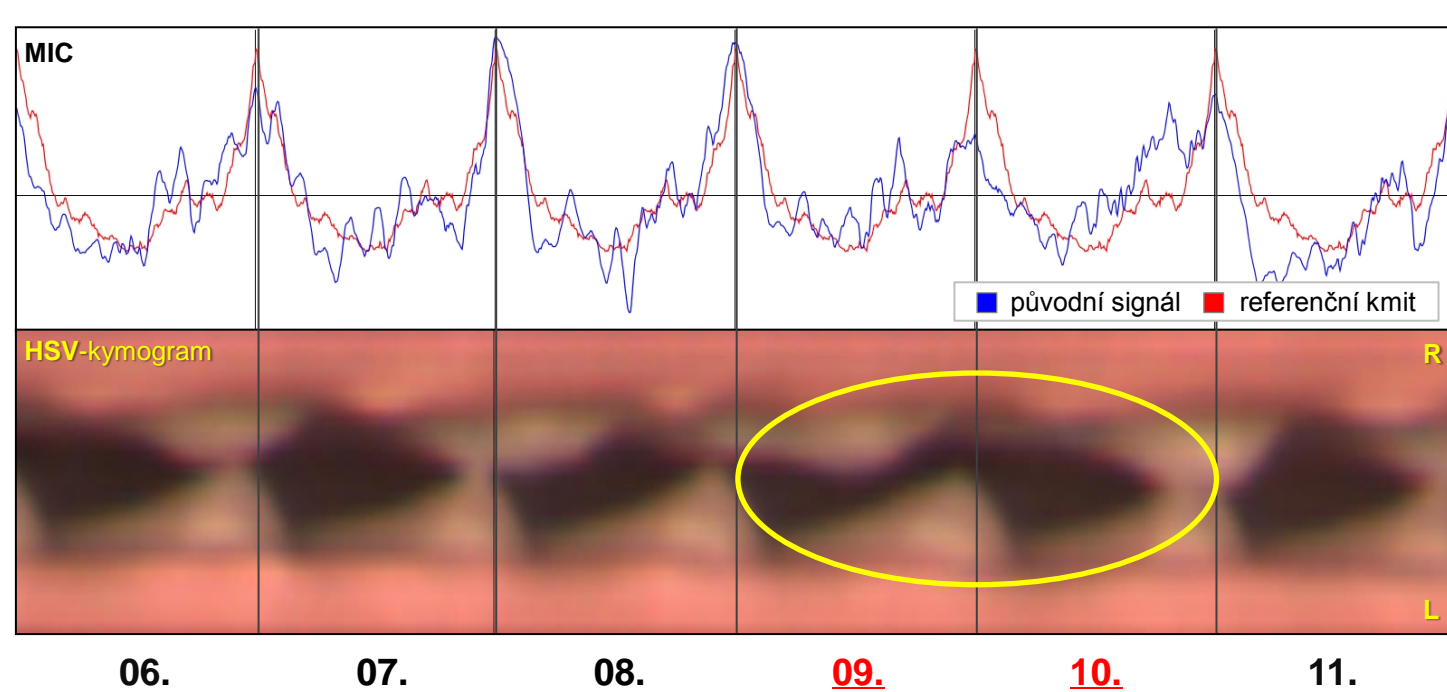 MIC
původní signál referenční kmit
HSV-kymogram
R
L
06. 07. 08. 09. 10. 11.